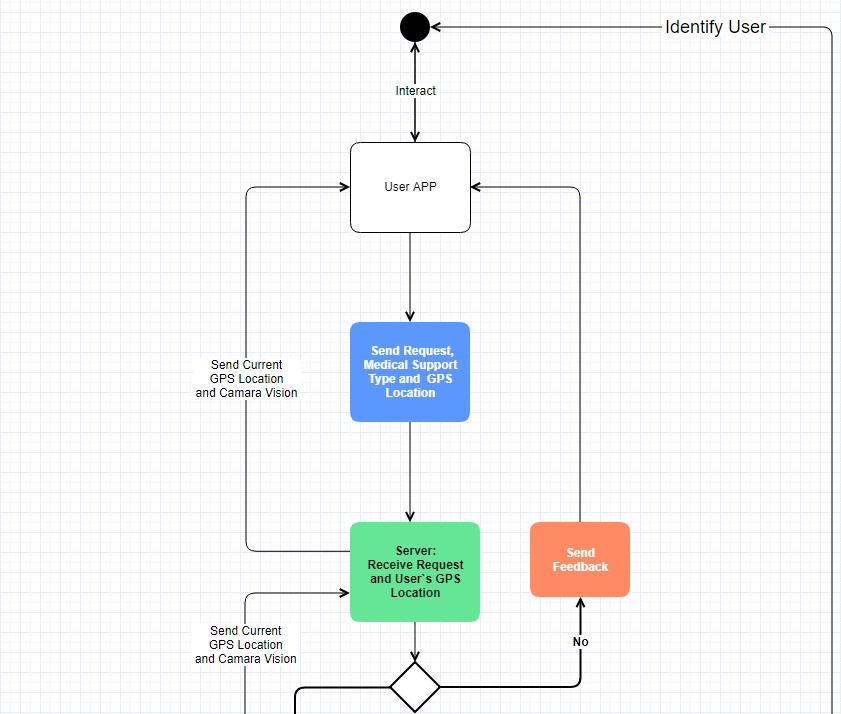 Identify User
Interact
User APP
Send Request,
Medical Support
Type and GPS
Location
Send Current
GPS Location
and Camara Vision
Server:
Receive Request
and User`s GPS
Location
Send
Feedback
Send Current
GPS Location
and Camara Vision
No